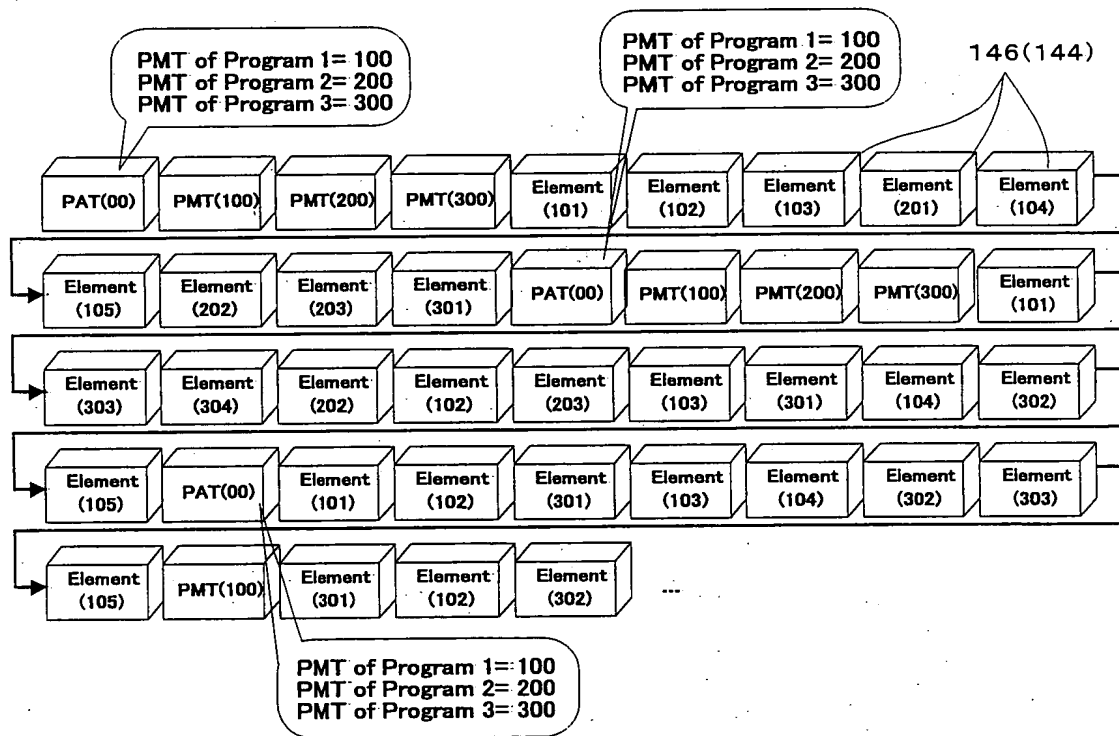 PMT of Program 1= 100
PMT of Program 2= 200
PMT of Program 3= 300
PMT of Program 1= 100
PMT of Program 2= 200
PMT of Program 3= 300
146(144)
PAT(00) PMT(100) PMT(200) PMT(300) Element (101) Element (102) Element (103) Element (201) Element (104)
Element (105) Element (202) Element (203) Element (301) PAT(00) PMT(100) PMT(200) PMT(300) Element (101)
Element (303) Element (304) Element (202) Element (102) Element (203) Element (103) Element (301) Element (104) Element (302)
Element (105) PAT(00) Element (101) Element (102) Element (301) Element (103) Element (104) Element (302) Element (303)
Element (105) PMT(100) Element (301) Element (102) Element (302) ...
PMT of Program 1= 100
PMT of Program 2= 200
PMT of Program 3= 300